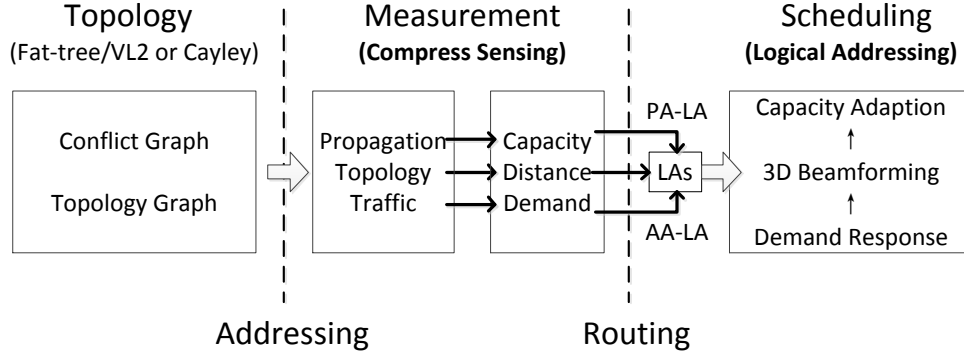 Topology
(Fat-tree/VL2 or Cayley)
Conflict Graph
Topology Graph
Measurement
(Compress Sensing)
Propagation
Topology
Traffic
Capacity
Distance
Demand
PA-LA
LAs
AA-LA
Scheduling
(Logical Addressing)
Capacity Adaption
3D Beamforming
Demand Response
Addressing
Routing